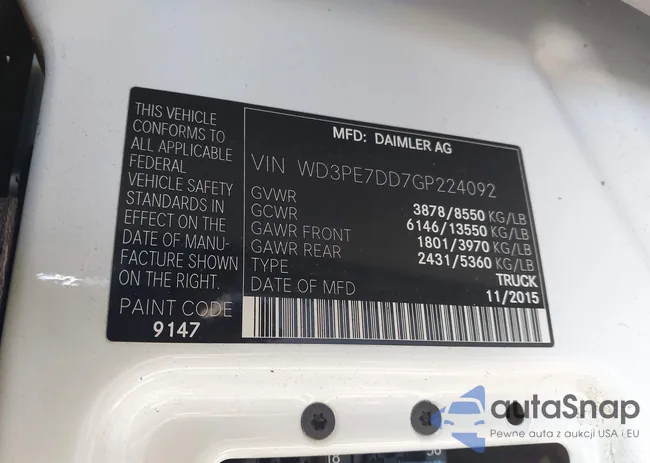 THIS VEHICLE
CONFORMS TO
ALL APPLICABLE
FEDERAL
VEHICLE SAFETY
STANDARDS IN
EFFECT ON THE
DATE OF MANU-
FACTURE SHOWN
ON THE RIGHT.
PAINT CODE
9147
MFD: DAIMLER AG
VIN WD3PE7DD7GP224092
GVWR 3878/8550 KG/LB
GCWR 6146/13550 KG/LB
GAWR FRONT 1801/3970 KG/LB
GAWR REAR 2431/5360 KG/LB
TYPE TRUCK
DATE OF MFD 11/2015
autaSnap
Pewne auta z aukcji USA i EU